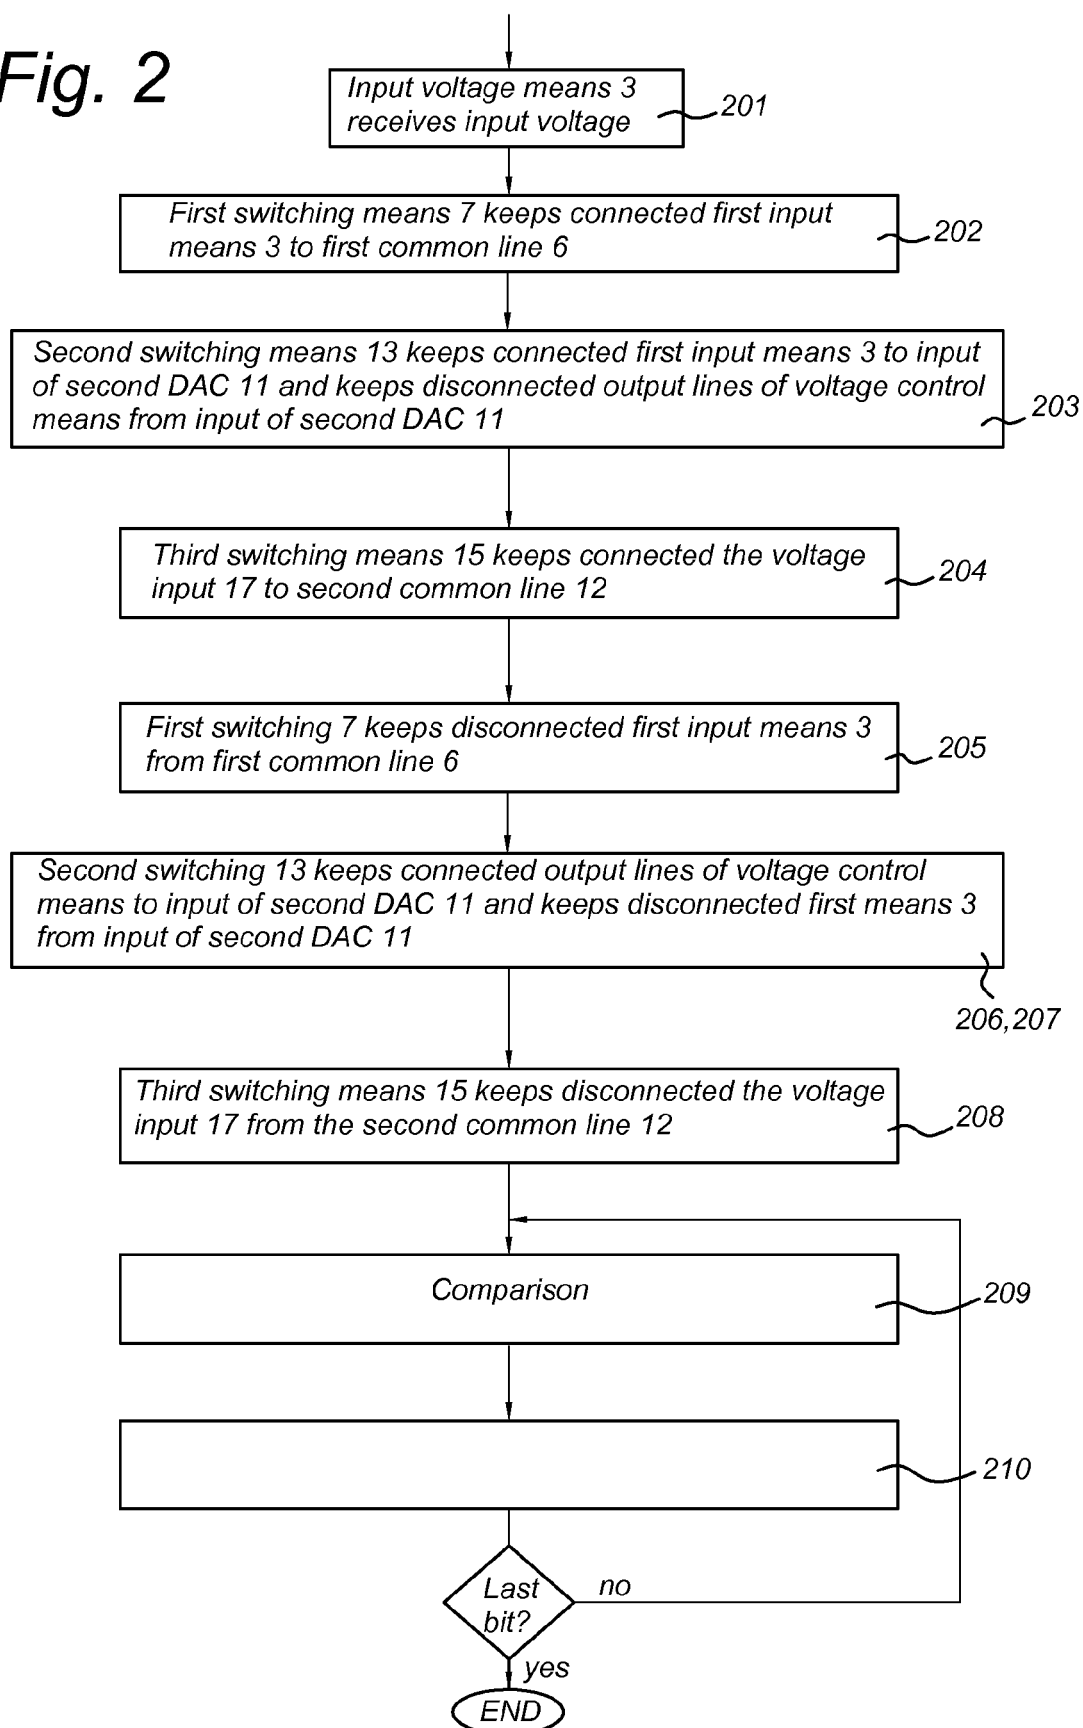 Fig. 2
Input voltage means 3
receives input voltage
201
First switching means 7 keeps connected first input
means 3 to first common line 6
202
Second switching means 13 keeps connected first input means 3 to input
of second DAC 11 and keeps disconnected output lines of voltage control
means from input of second DAC 11
203
Third switching means 15 keeps connected the voltage
input 17 to second common line 12
204
First switching 7 keeps disconnected first input means 3
from first common line 6
205
Second switching 13 keeps connected output lines of voltage control
means to input of second DAC 11 and keeps disconnected first means 3
from input of second DAC 11
206,207
Third switching means 15 keeps disconnected the voltage
input 17 from the second common line 12
208
Comparison
209
210
Last
bit?
no
yes
END